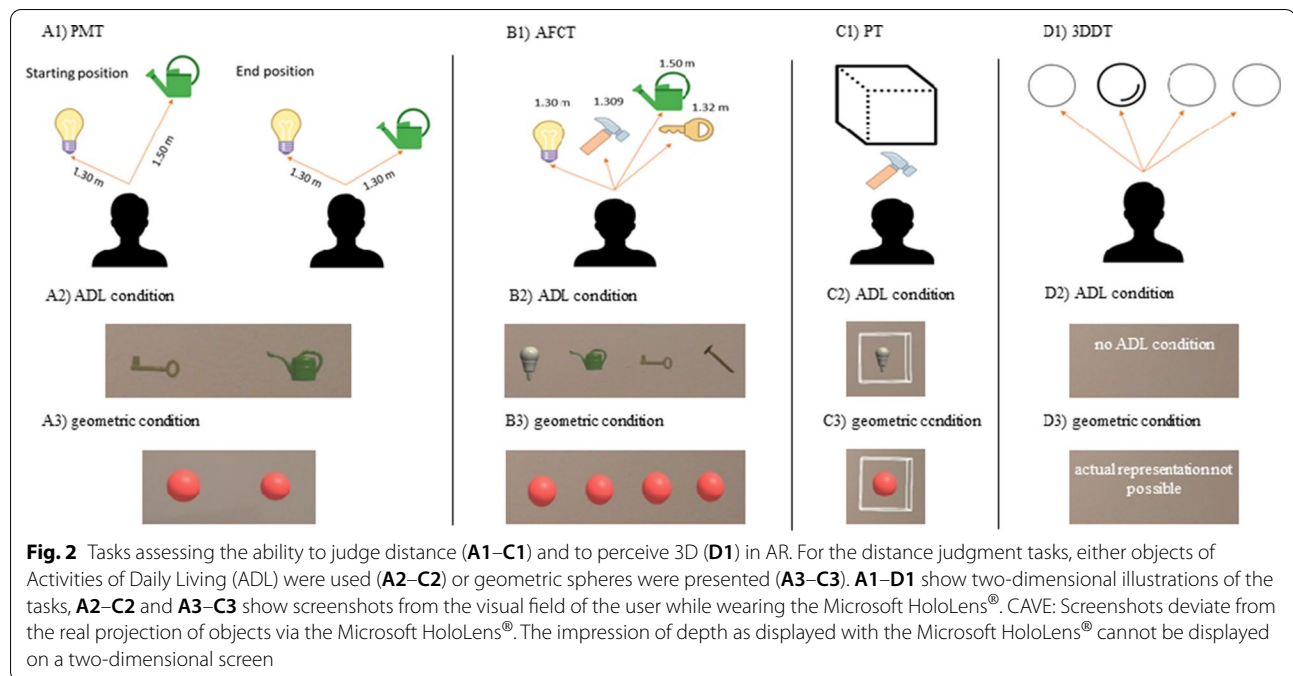 A1) PMT
Starting position
End position
1.50 m
1.30 m
1.30 m
1.30 m
A2) ADL condition
A3) geometric condition
B1) AFCT
1.50 m
1.30 m
1.309
1.32 m
B2) ADL condition
B3) geometric condition
C1) PT
C2) ADL condition
C3) geometric ccndition
D1) 3DDT
D2) ADL condition
no ADL condition
D3) geometric condition
actual representation not
possible
Fig. 2 Tasks assessing the ability to judge distance (A1–C1) and to perceive 3D (D1) in AR. For the distance judgment tasks, either objects of
Activities of Daily Living (ADL) were used (A2–C2) or geometric spheres were presented (A3–C3). A1–D1 show two-dimensional illustrations of the
tasks, A2–C2 and A3–C3 show screenshots from the visual field of the user while wearing the Microsoft HoloLens®. CAVE: Screenshots deviate from
the real projection of objects via the Microsoft HoloLens®. The impression of depth as displayed with the Microsoft HoloLens® cannot be displayed
on a two-dimensional screen